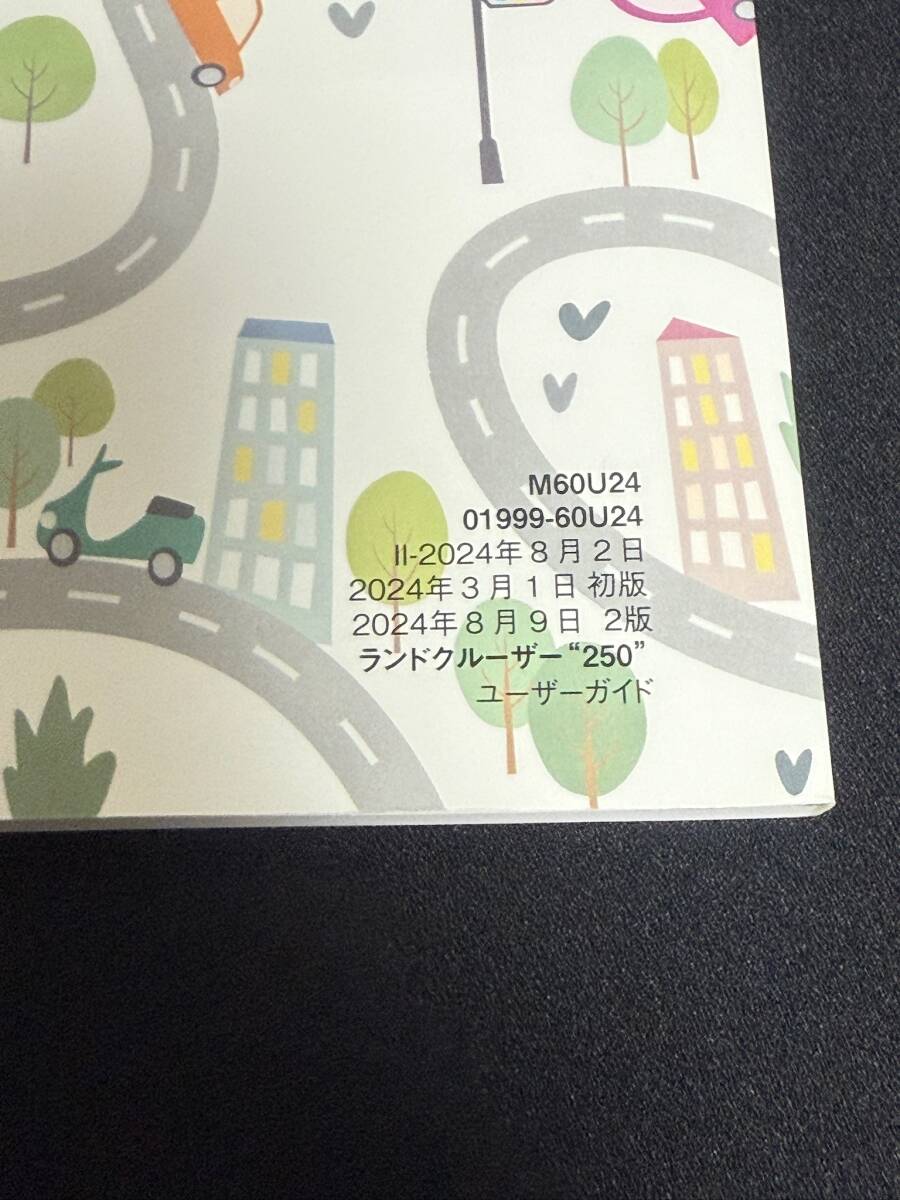 M60U24
01999-60U24
II-2024年8月2日
2024年3月1日 初版
2024年8月9日 2版
ランドクルーザー“250”
ユーザーガイド